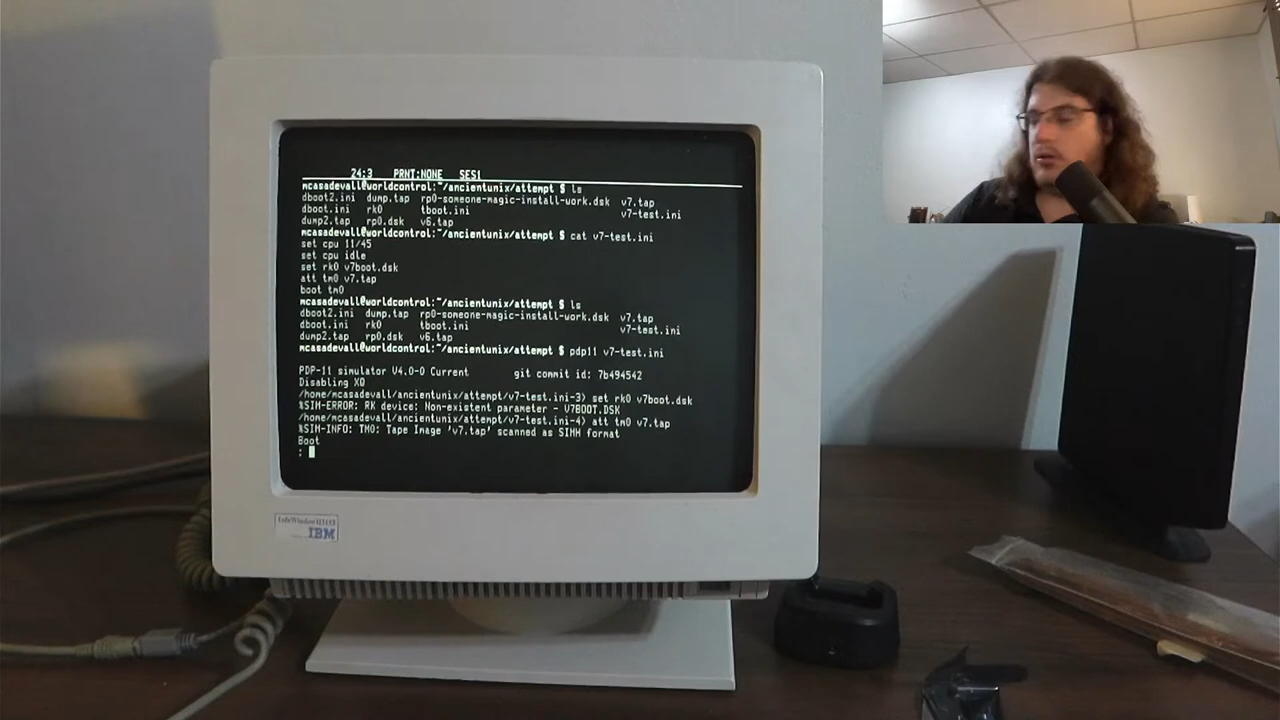 24:3 PRNT:NONE SES1
mcasadevall@worldcontrol:~/ancientunix/attempt $ ls
dboot2.ini dump.tap rp0-someone-magic-install-work.dsk v7.tap
dboot.ini rk0 tboot.ini v7-test.ini
dump2.tap rp0.dsk v6.tap
mcasadevall@worldcontrol:~/ancientunix/attempt $ cat v7-test.ini
set cpu 11/45
set cpu idle
set rk0 v7boot.dsk
att tm0 v7.tap
boot tm0
mcasadevall@worldcontrol:~/ancientunix/attempt $ ls
dboot2.ini dump.tap rp0-someone-magic-install-work.dsk v7.tap
dboot.ini rk0 tboot.ini v7-test.ini
dump2.tap rp0.dsk v6.tap
mcasadevall@worldcontrol:~/ancientunix/attempt $ pdp11 v7-test.ini
PDP-11 simulator V4.0-0 Current git commit id: 7b494542
Disabling XQ
/home/mcasadevall/ancientunix/attempt/v7-test.ini-3> set rk0 v7boot.dsk
%SIM-ERROR: RK device: Non-existent parameter - V7BOOT.DSK
/home/mcasadevall/ancientunix/attempt/v7-test.ini-4> att tm0 v7.tap
%SIM-INFO: TM0: Tape Image 'v7.tap' scanned as SIMH format
Boot
:
InfoWindow
IBM